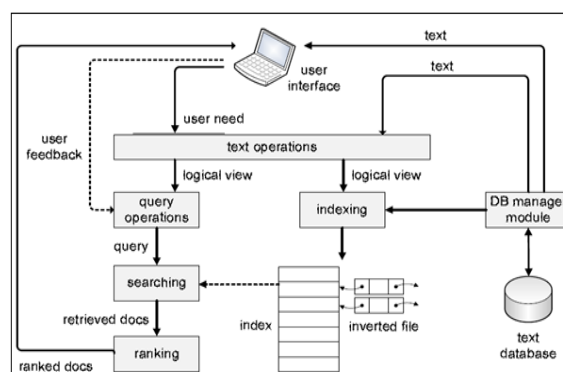 text
user
interface
text
user need
user
feedback
text operations
logical view
logical view
query
operations
indexing
DB manage
module
query
searching
retrieved docs
index
inverted file
ranking
ranked docs
text
database